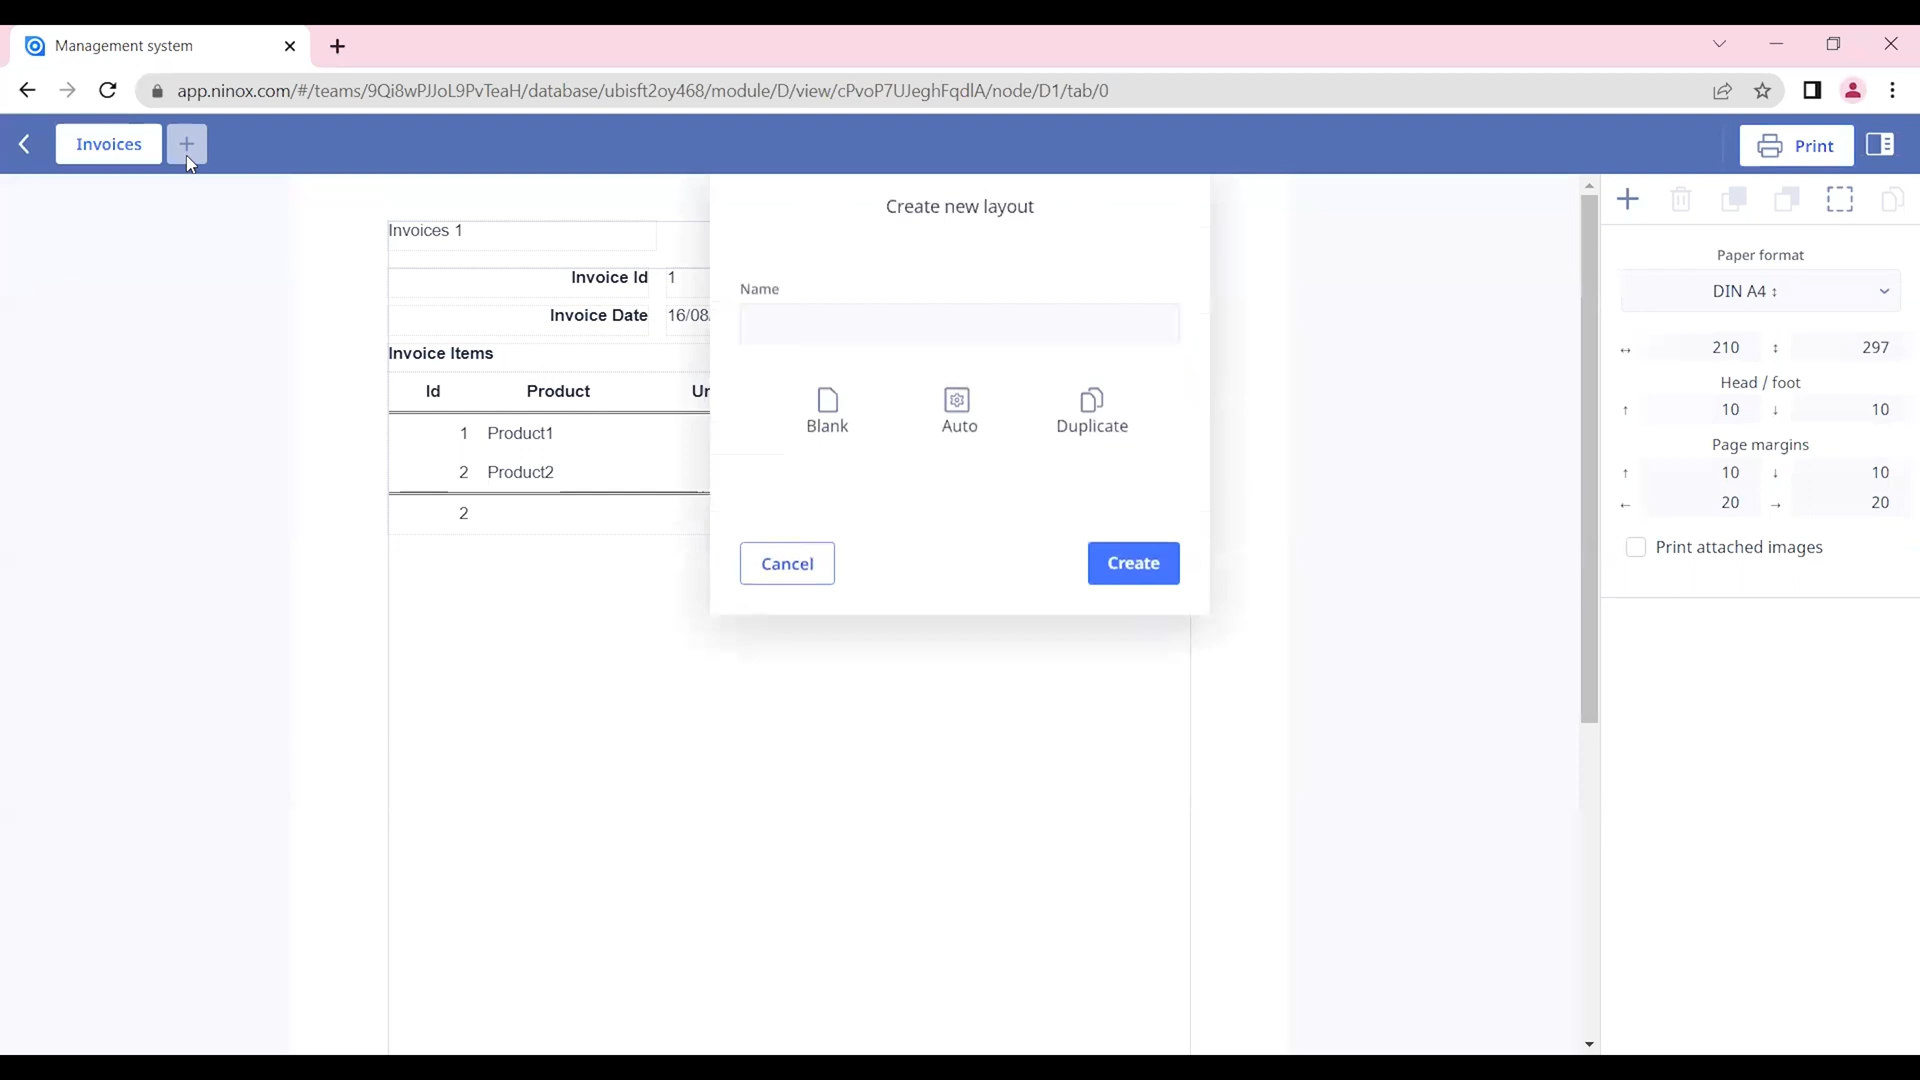 Management system
app.ninox.com/#/teams/9Qi8wPJJoL9PvTeaH/database/ubisft2oy468/module/D/view/cPvoP7UJeghFqdlA/node/D1/tab/0
Invoices
Print
Invoices 1
Invoice Id 1
Invoice Date 16/08
Invoice Items
Id Product Un
1 Product1
2 Product2
2
Create new layout
Name
Blank Auto Duplicate
Cancel Create
Paper format
DIN A4 ↕
↔ 210 ↕ 297
Head / foot
↑ 10 ↓ 10
Page margins
↑ 10 ↓ 10
← 20 → 20
Print attached images